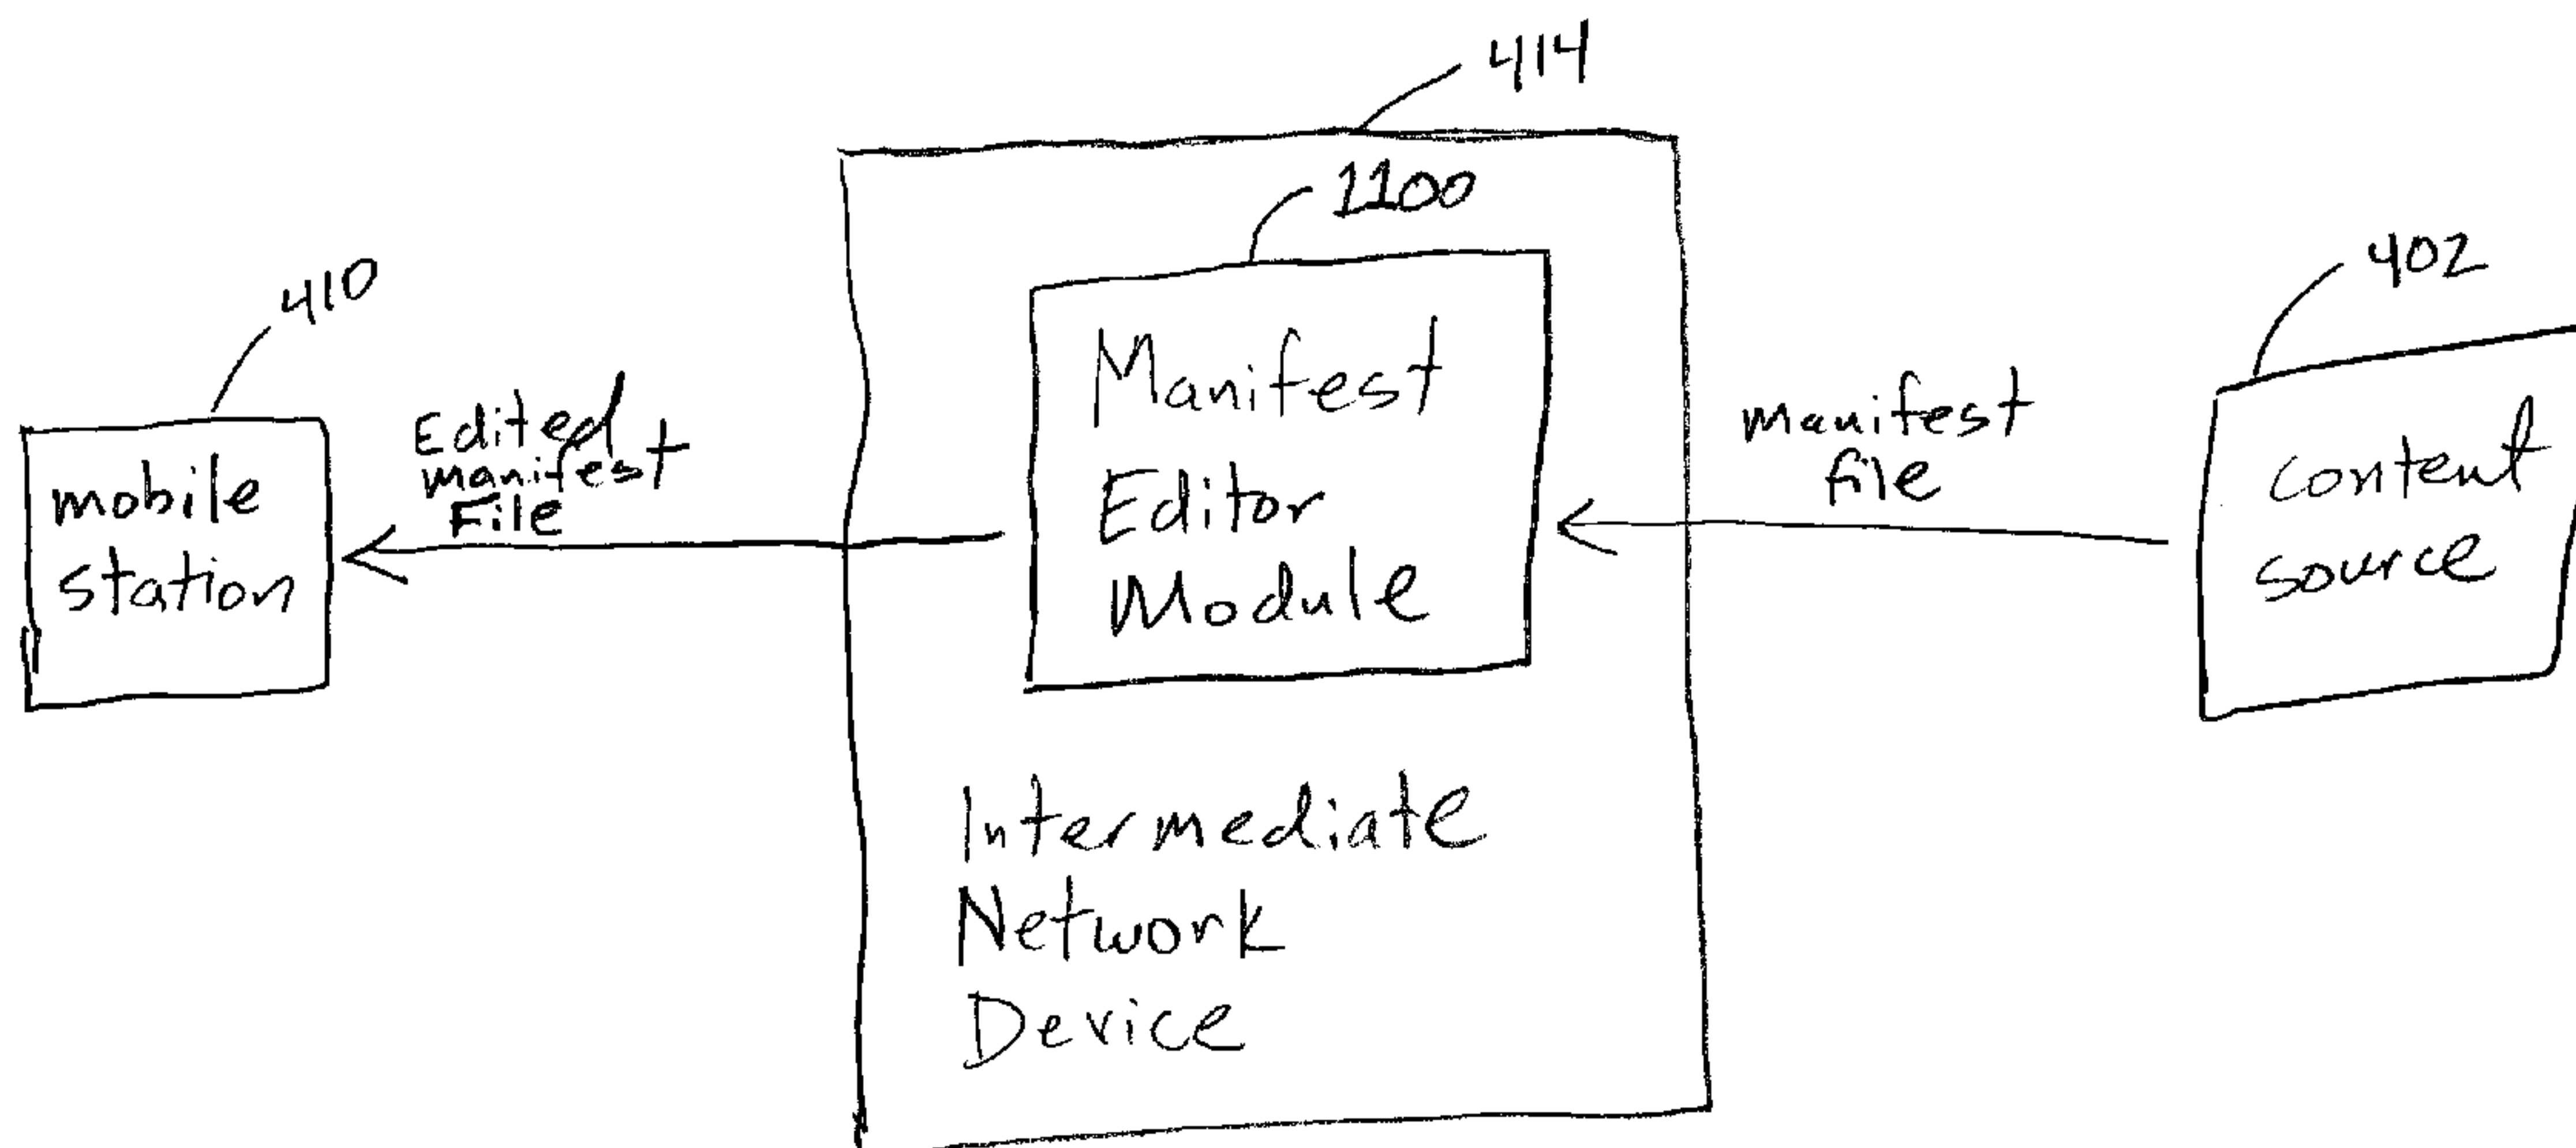 414
1100
402
410
Manifest
Editor
Module
Edited
manifest
File
manifest
file
mobile
station
content
source
Intermediate
Network
Device